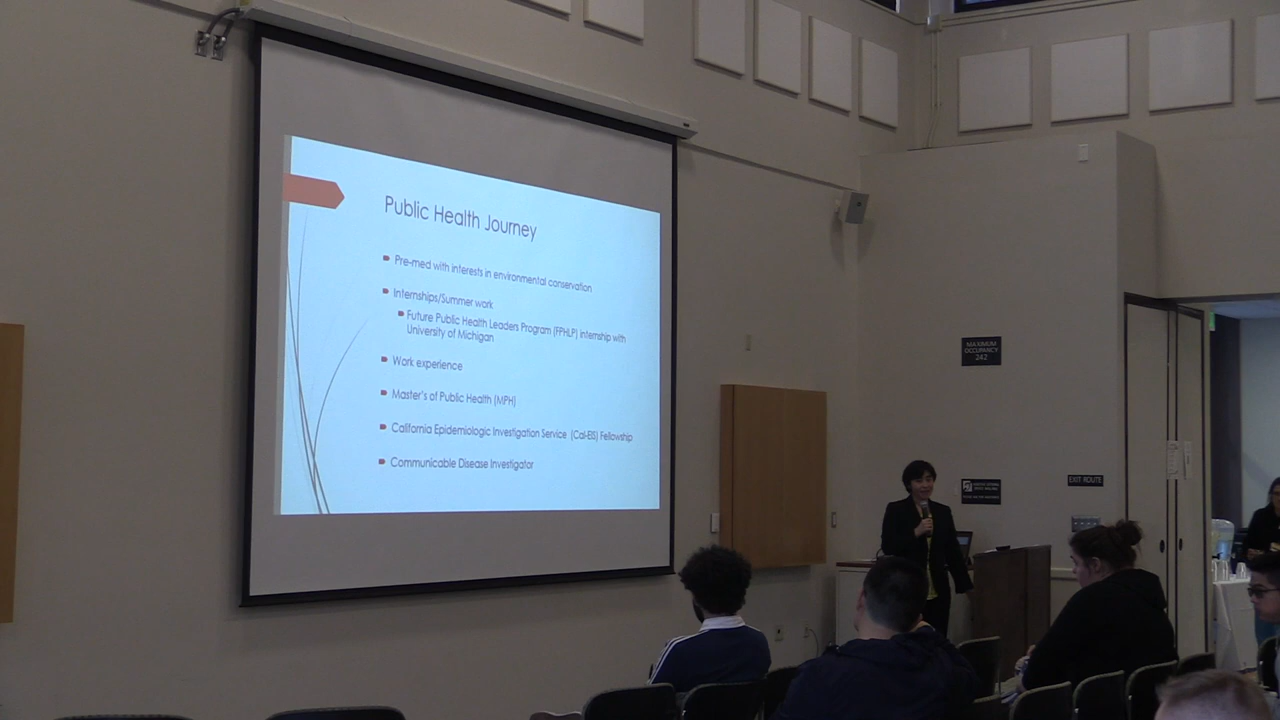 Public Health Journey
Pre-med with interests in environmental conservation
Internships/Summer work
Future Public Health Leaders Program (FPHLP) internship with
University of Michigan
Work experience
Master's of Public Health (MPH)
California Epidemiologic Investigation Service (Cal-EIS) Fellowship
Communicable Disease Investigator
MAXIMUM
OCCUPANCY
242
EXIT ROUTE